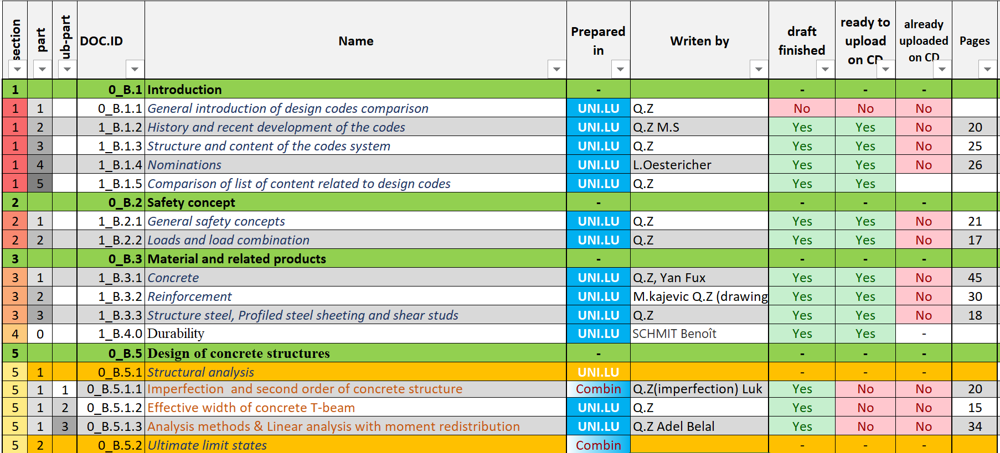 section part ub-part DOC.ID Name Prepared in Writen by draft finished ready to upload on CD already uploaded on CD Pages
1 0_B.1 Introduction - - - -
1 1 0_B.1.1 General introduction of design codes comparison UNI.LU Q.Z No No No
1 2 1_B.1.2 History and recent development of the codes UNI.LU Q.Z M.S Yes Yes No 20
1 3 1_B.1.3 Structure and content of the codes system UNI.LU Q.Z Yes Yes No 25
1 4 1_B.1.4 Nominations UNI.LU L.Oestericher Yes Yes No 26
1 5 1_B.1.5 Comparison of list of content related to design codes UNI.LU Q.Z Yes Yes
2 0_B.2 Safety concept - - - -
2 1 1_B.2.1 General safety concepts UNI.LU Q.Z Yes Yes No 21
2 2 1_B.2.2 Loads and load combination UNI.LU Q.Z Yes Yes No 17
3 0_B.3 Material and related products - - - -
3 1 1_B.3.1 Concrete UNI.LU Q.Z, Yan Fux Yes Yes No 45
3 2 1_B.3.2 Reinforcement UNI.LU M.kajevic Q.Z (drawing Yes Yes No 30
3 3 1_B.3.3 Structure steel, Profiled steel sheeting and shear studs UNI.LU Q.Z Yes Yes No 18
4 0 1_B.4.0 Durability UNI.LU SCHMIT Benoît Yes Yes -
5 0_B.5 Design of concrete structures - - - -
5 1 0_B.5.1 Structural analysis UNI.LU - - -
5 1 1 0_B.5.1.1 Imperfection and second order of concrete structure Combin Q.Z(imperfection) Luk Yes No No 20
5 1 2 0_B.5.1.2 Effective width of concrete T-beam UNI.LU Q.Z Yes No No 15
5 1 3 0_B.5.1.3 Analysis methods & Linear analysis with moment redistribution UNI.LU Q.Z Adel Belal Yes No No 34
5 2 0_B.5.2 Ultimate limit states Combin - - -